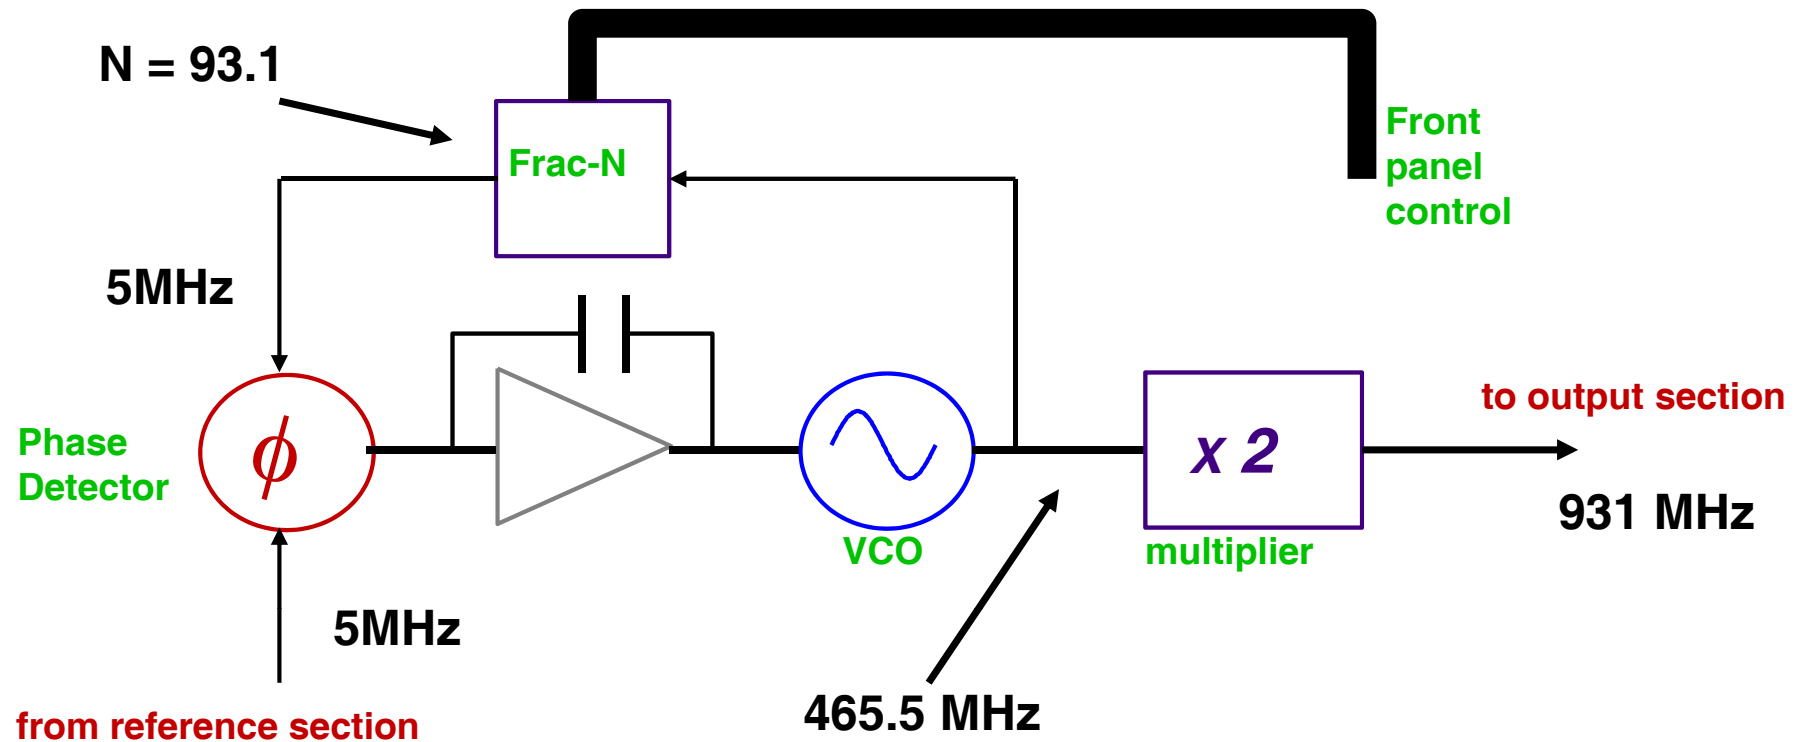 N = 93.1
Front
panel
control
Frac-N
5MHz
to output section
Phase
Detector
ϕ
x 2
931 MHz
VCO
multiplier
5MHz
465.5 MHz
from reference section